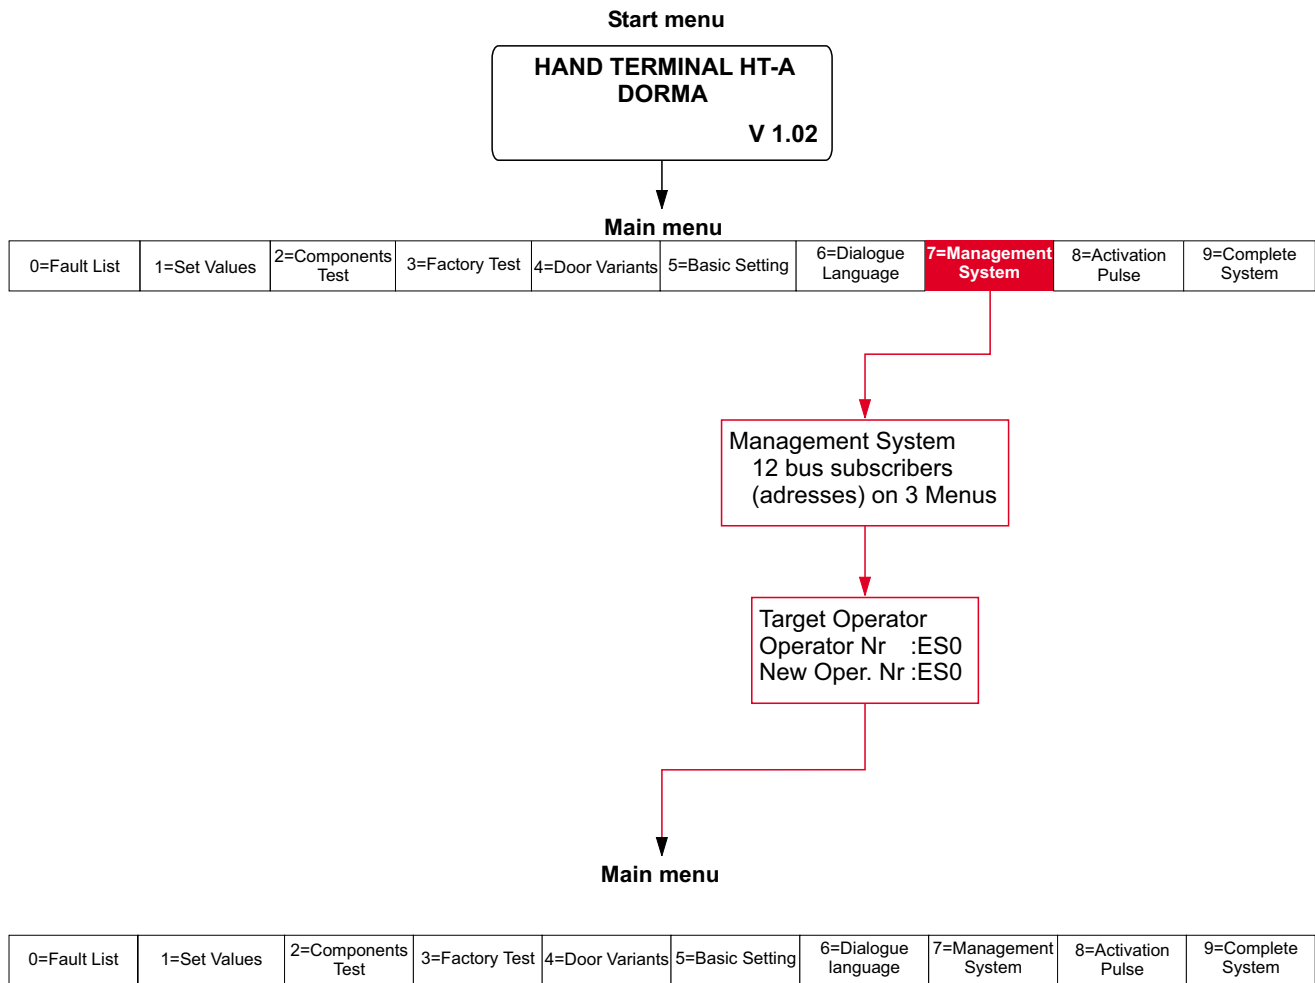 Start menu
HAND TERMINAL HT-A
DORMA
V 1.02
Main menu
0=Fault List
1=Set Values
2=Components
Test
3=Factory Test
4=Door Variants
5=Basic Setting
6=Dialogue
Language
7=Management
System
8=Activation
Pulse
9=Complete
System
Management System
12 bus subscribers
(adresses) on 3 Menus
Target Operator
Operator Nr :ES0
New Oper. Nr :ES0
Main menu
0=Fault List
1=Set Values
2=Components
Test
3=Factory Test
4=Door Variants
5=Basic Setting
6=Dialogue
language
7=Management
System
8=Activation
Pulse
9=Complete
System